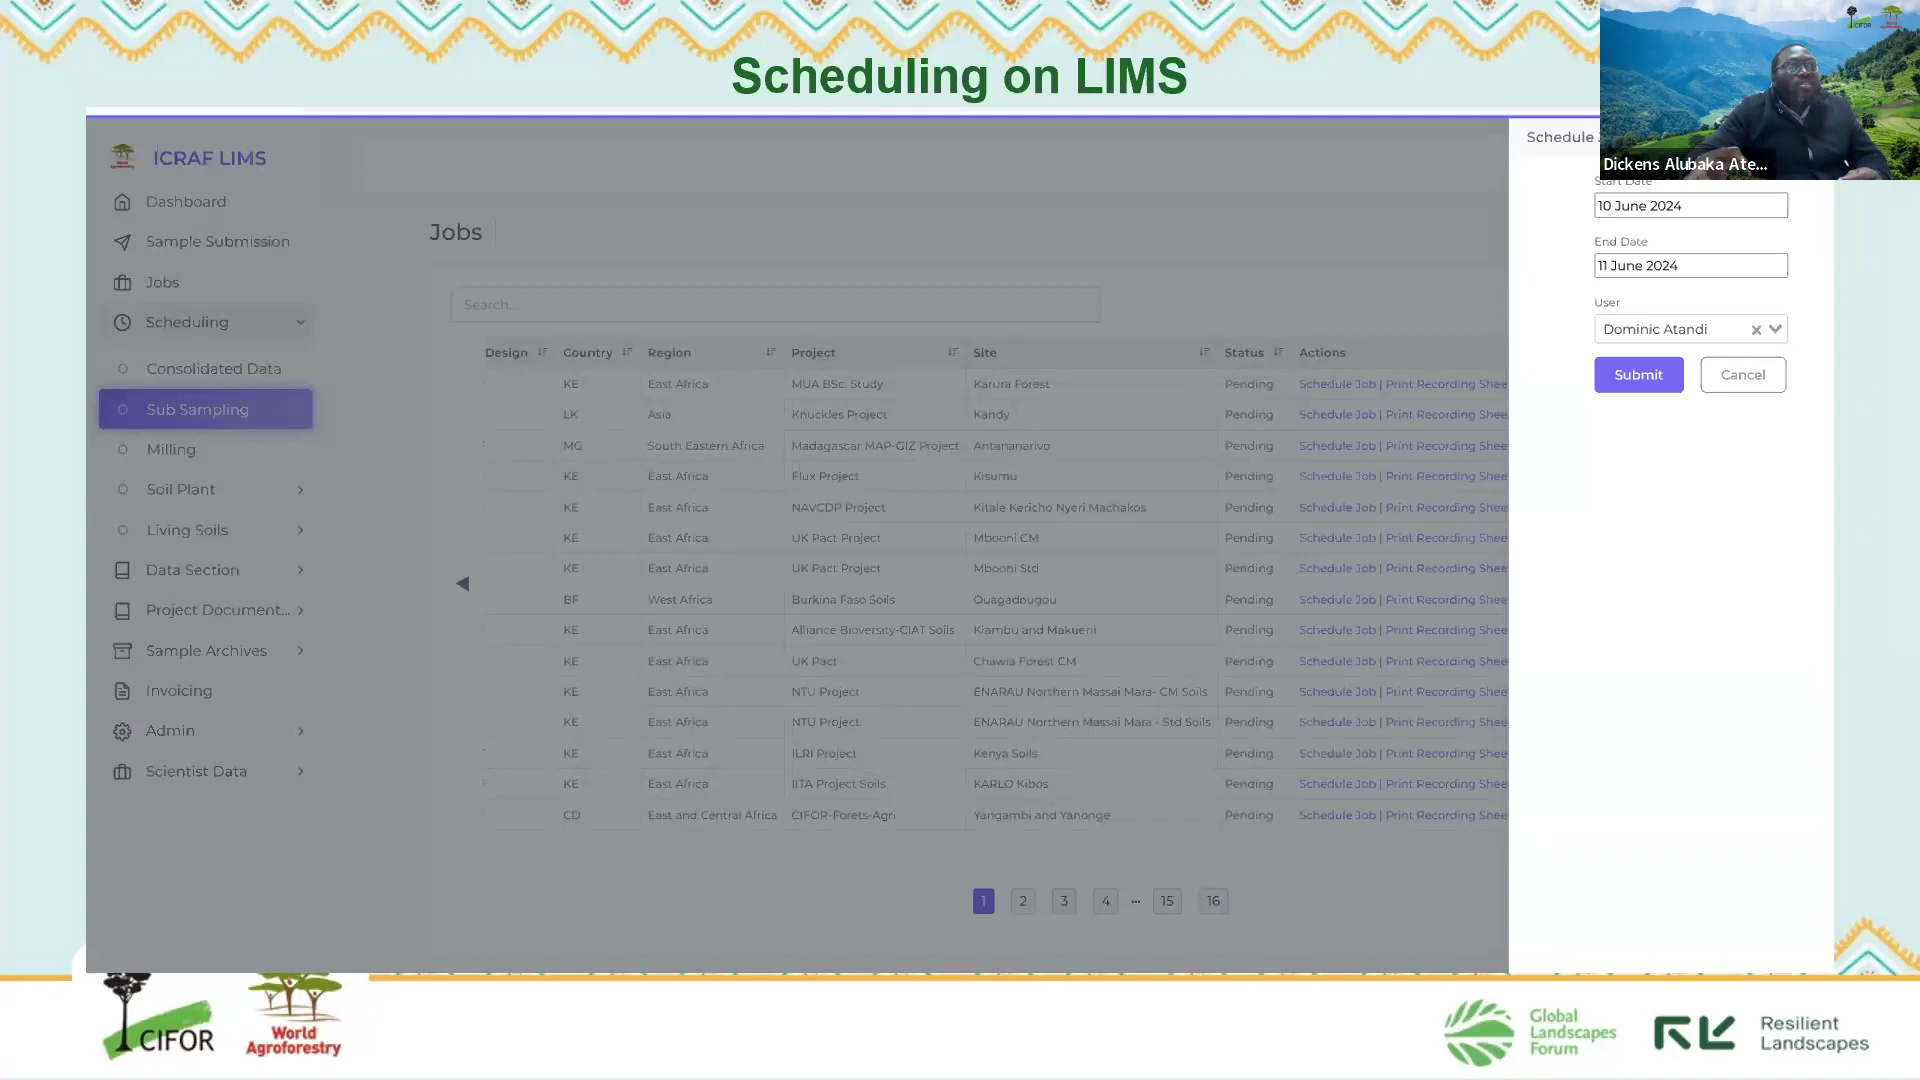 Scheduling on LIMS
CIFOR
World
Agroforestry
Dickens Alubaka Ate...
ICRAF LIMS
Dashboard
Sample Submission
Jobs
Scheduling
Consolidated Data
Sub Sampling
Milling
Soil Plant
Living Soils
Data Section
Project Document...
Sample Archives
Invoicing
Admin
Scientist Data
Jobs
Search...
Design Country Region Project Site Status Actions
KE East Africa MUA BSc. Study Karura Forest Pending Schedule Job | Print Recording Shee
LK Asia Knuckles Project Kandy Pending Schedule Job | Print Recording Shee
MG South Eastern Africa Madagascar MAP-GIZ Project Antananarivo Pending Schedule Job | Print Recording Shee
KE East Africa Flux Project Kisumu Pending Schedule Job | Print Recording Shee
KE East Africa NAVCDP Project Kitale Kericho Nyeri Machakos Pending Schedule Job | Print Recording Shee
KE East Africa UK Pact Project Mbooni CM Pending Schedule Job | Print Recording Shee
KE East Africa UK Pact Project Mbooni Std Pending Schedule Job | Print Recording Shee
BF West Africa Burkina Faso Soils Ouagadougou Pending Schedule Job | Print Recording Shee
KE East Africa Alliance Bioversity-CIAT Soils Kiambu and Makueni Pending Schedule Job | Print Recording Shee
KE East Africa UK Pact Chawia Forest CM Pending Schedule Job | Print Recording Shee
KE East Africa NTU Project ENARAU Northern Massai Mara- CM Soils Pending Schedule Job | Print Recording Shee
KE East Africa NTU Project ENARAU Northern Massai Mara - Std Soils Pending Schedule Job | Print Recording Shee
KE East Africa ILRI Project Kenya Soils Pending Schedule Job | Print Recording Shee
KE East Africa IITA Project Soils KARLO Kibos Pending Schedule Job | Print Recording Shee
CD East and Central Africa CIFOR-Forets-Agri Yangambi and Yanonge Pending Schedule Job | Print Recording Shee
1 2 3 4 ... 15 16
Schedule
Start Date
10 June 2024
End Date
11 June 2024
User
Dominic Atandi
Submit Cancel
CIFOR
World
Agroforestry
Global
Landscapes
Forum
Resilient
Landscapes